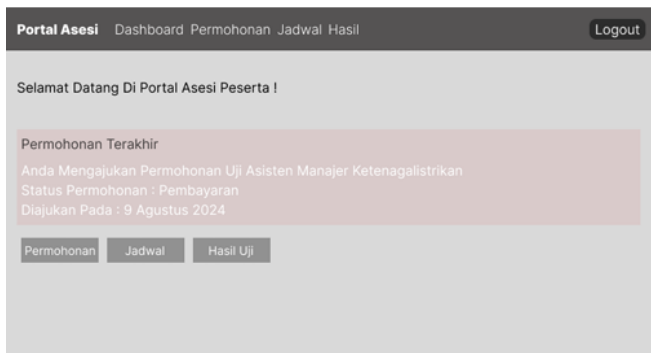 Portal Asesi Dashboard Permohonan Jadwal Hasil Logout
Selamat Datang Di Portal Asesi Peserta !
Permohonan Terakhir
Anda Mengajukan Permohonan Uji Asisten Manajer Ketenagalistrikan
Status Permohonan : Pembayaran
Diajukan Pada : 9 Agustus 2024
Permohonan Jadwal Hasil Uji